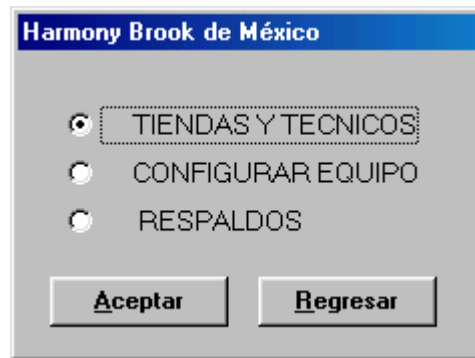 Harmony Brook de México
TIENDAS Y TECNICOS
CONFIGURAR EQUIPO
RESPALDOS
Aceptar Regresar